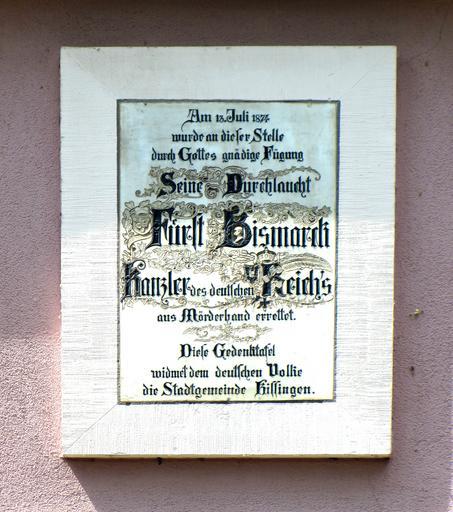 Am 13. Juli 1874
wurde an dieser Stelle
durch Gottes gnädige Fügung
Seine Durchlaucht
Fürst Bismarck
Kanzler des deutschen Reich's
aus Mörderhand errettet.
Diese Gedenktafel
widmet dem deutschen Volke
die Stadtgemeinde Kissingen.